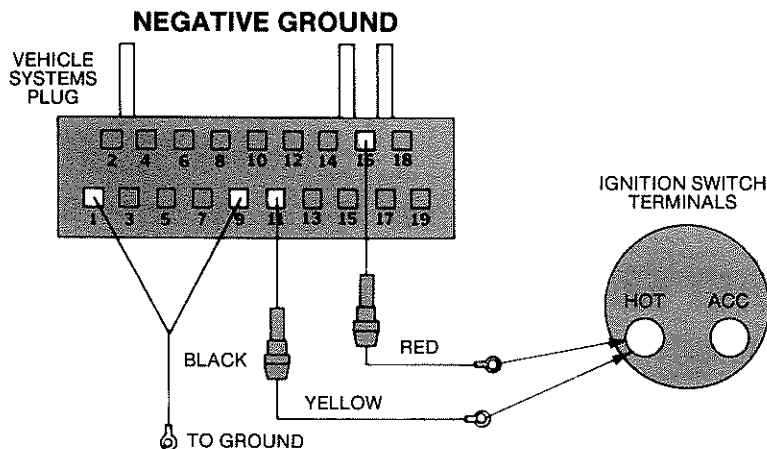 NEGATIVE GROUND
VEHICLE
SYSTEMS
PLUG
2 4 6 8 10 12 14 16 18
1 3 5 7 9 11 13 15 17 19
IGNITION SWITCH
TERMINALS
HOT ACC
RED
BLACK
YELLOW
TO GROUND